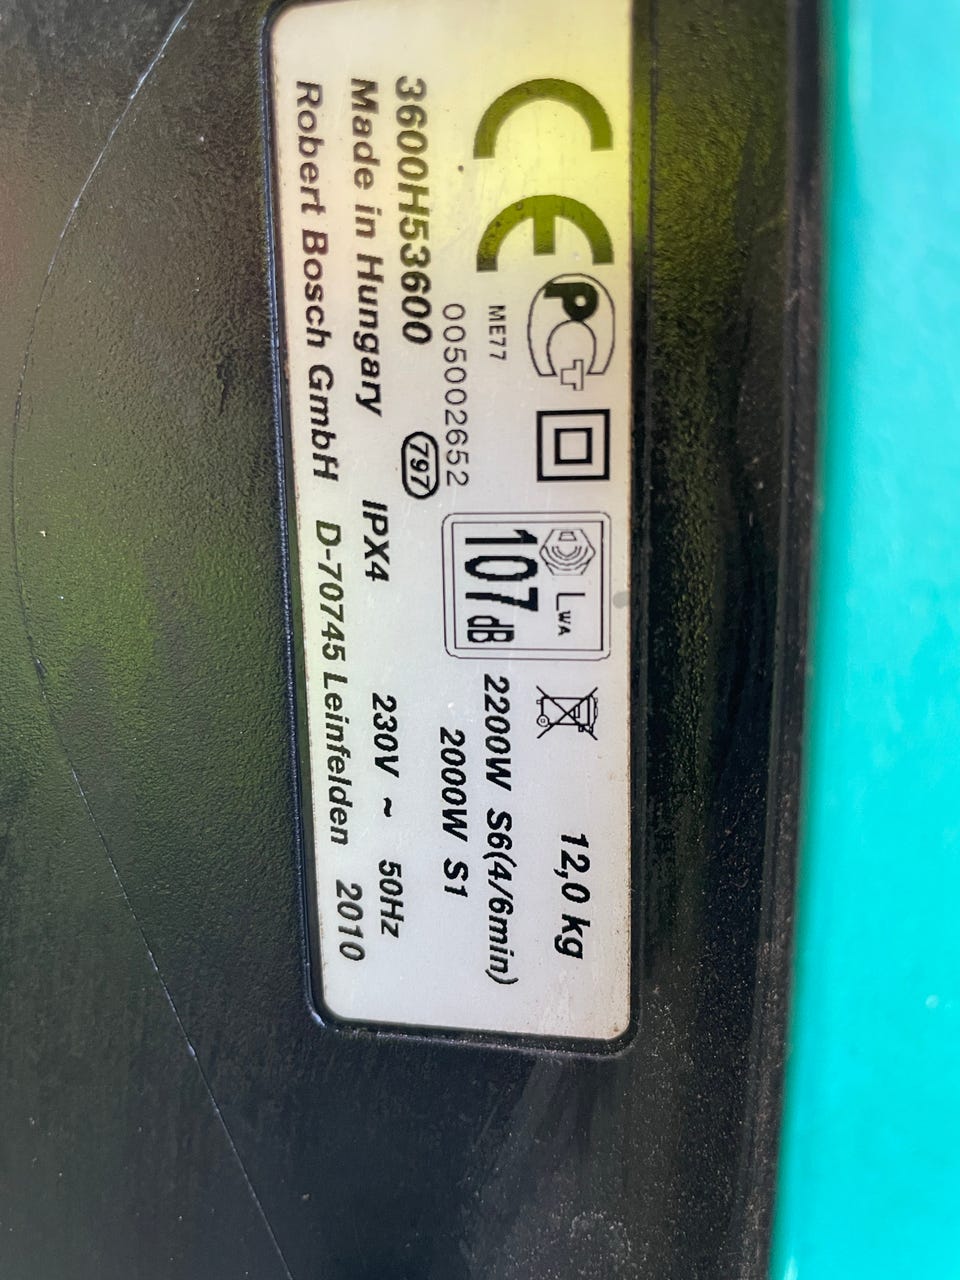 CE PCT LWA 107 dB 12,0 kg
ME77
005002652
2200W S6(4/6min)
3600H53600 797 2000W S1
Made in Hungary IPX4 230V ~ 50Hz
Robert Bosch GmbH D-70745 Leinfelden 2010